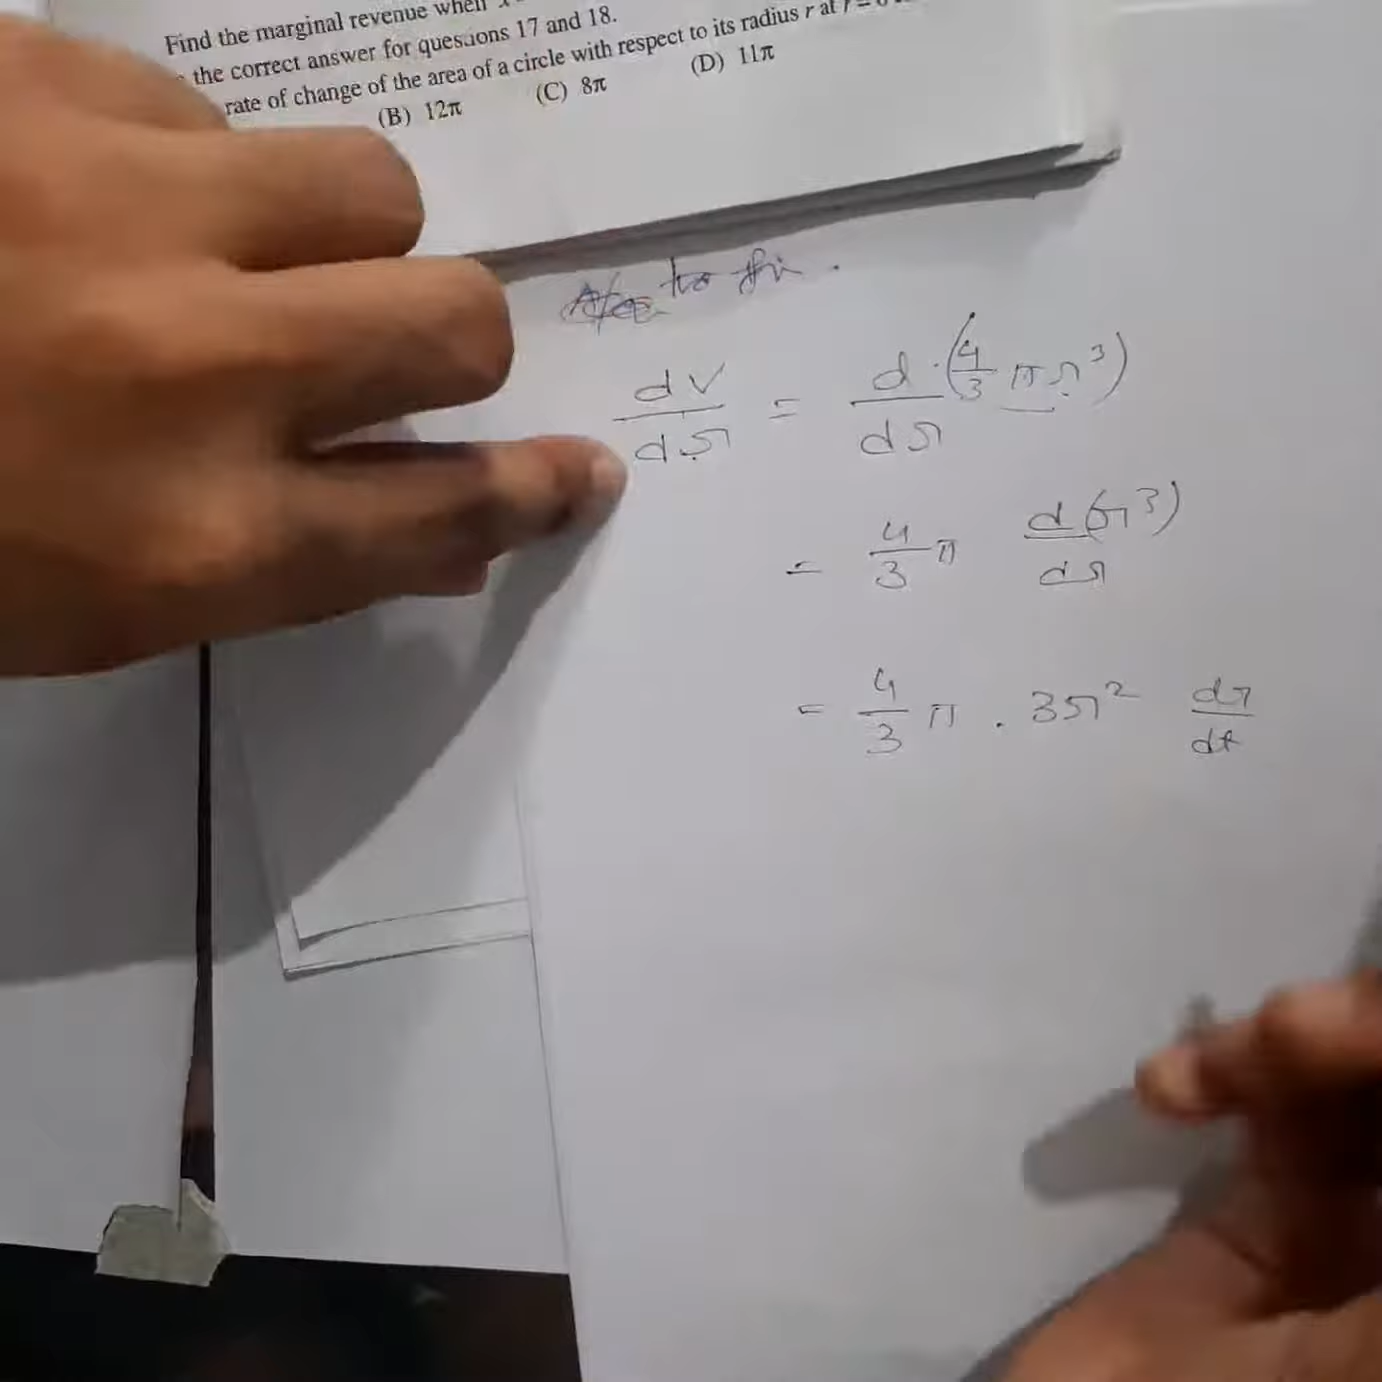 Find the marginal revenue when x
the correct answer for questions 17 and 18.
rate of change of the area of a circle with respect to its radius r at r = 6
(B) 12π (C) 8π (D) 11π
dV/dr = d/dr · (4/3 πr³)
= 4/3 π d(r³)/dr
= 4/3 π . 3r² dr/dt